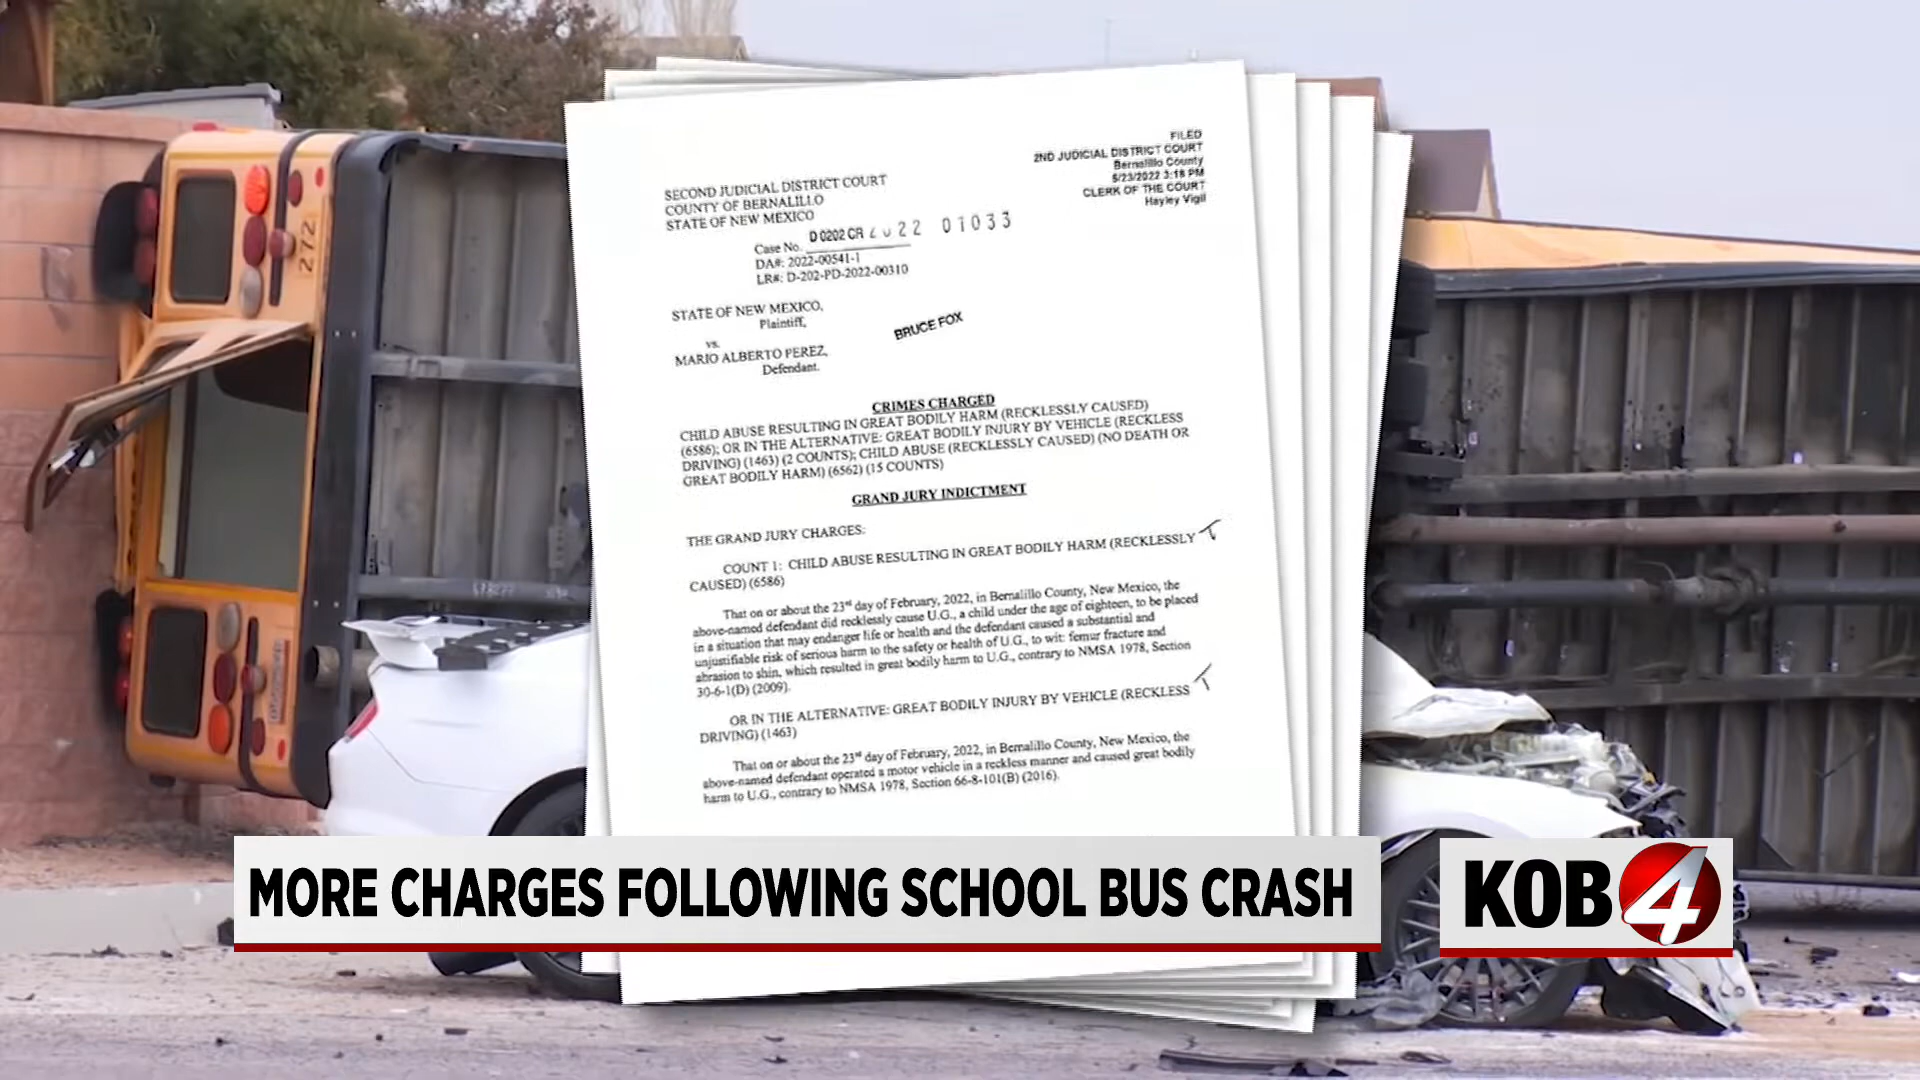 FILED
2ND JUDICIAL DISTRICT COURT
Bernalillo County
5/23/2022 3:18 PM
CLERK OF THE COURT
Hayley Vigil
SECOND JUDICIAL DISTRICT COURT
COUNTY OF BERNALILLO
STATE OF NEW MEXICO
Case No. D 0202 CR 2022 01033
DA#: 2022-00541-1
LR#: D-202-PD-2022-00310
STATE OF NEW MEXICO,
Plaintiff,
vs.
BRUCE FOX
MARIO ALBERTO PEREZ,
Defendant.
CRIMES CHARGED
CHILD ABUSE RESULTING IN GREAT BODILY HARM (RECKLESSLY CAUSED)
(6586); OR IN THE ALTERNATIVE: GREAT BODILY INJURY BY VEHICLE (RECKLESS
DRIVING) (1463) (2 COUNTS); CHILD ABUSE (RECKLESSLY CAUSED) (NO DEATH OR
GREAT BODILY HARM) (6562) (15 COUNTS)
GRAND JURY INDICTMENT
THE GRAND JURY CHARGES:
COUNT 1: CHILD ABUSE RESULTING IN GREAT BODILY HARM (RECKLESSLY
CAUSED) (6586)
That on or about the 23rd day of February, 2022, in Bernalillo County, New Mexico, the
above-named defendant did recklessly cause U.G., a child under the age of eighteen, to be placed
in a situation that may endanger life or health and the defendant caused a substantial and
unjustifiable risk of serious harm to the safety or health of U.G., to wit: femur fracture and
abrasion to shin, which resulted in great bodily harm to U.G., contrary to NMSA 1978, Section
30-6-1(D) (2009).
OR IN THE ALTERNATIVE: GREAT BODILY INJURY BY VEHICLE (RECKLESS
DRIVING) (1463)
That on or about the 23rd day of February, 2022, in Bernalillo County, New Mexico, the
above-named defendant operated a motor vehicle in a reckless manner and caused great bodily
harm to U.G., contrary to NMSA 1978, Section 66-8-101(B) (2016).
272
MORE CHARGES FOLLOWING SCHOOL BUS CRASH
KOB 4